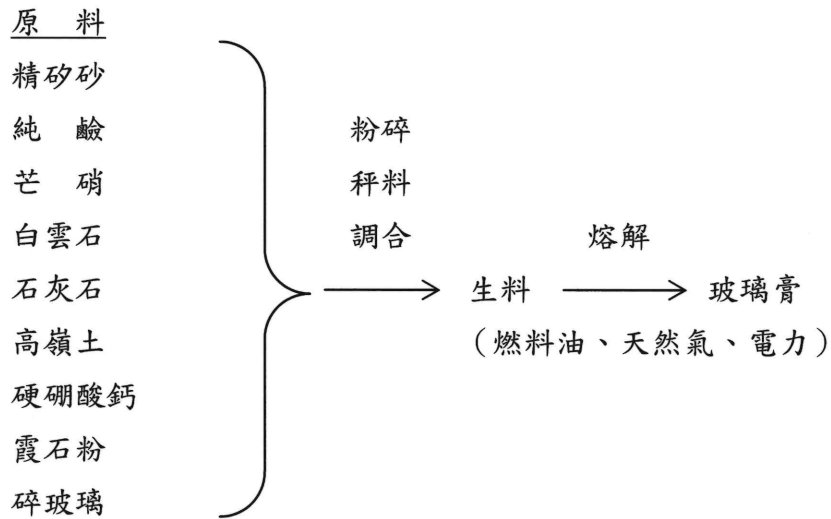 原　料
精矽砂
純　鹼
芒　硝
白雲石
石灰石
高嶺土
硬硼酸鈣
霞石粉
碎玻璃
粉碎
秤料
調合
生料
熔解
玻璃膏
（燃料油、天然氣、電力）